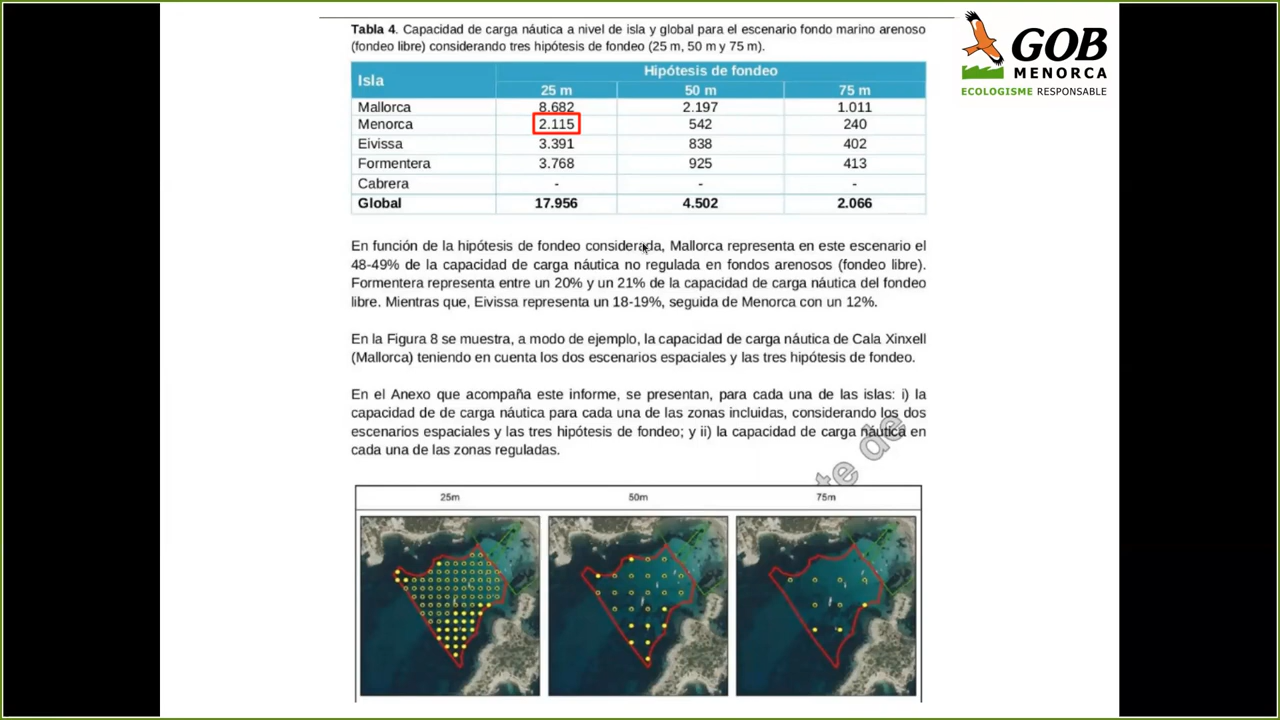 Tabla 4. Capacidad de carga náutica a nivel de isla y global para el escenario fondo marino arenoso
(fondeo libre) considerando tres hipótesis de fondeo (25 m, 50 m y 75 m).
GOB
MENORCA
ECOLOGISME RESPONSABLE
Isla Hipótesis de fondeo
25 m 50 m 75 m
Mallorca 8.682 2.197 1.011
Menorca 2.115 542 240
Eivissa 3.391 838 402
Formentera 3.768 925 413
Cabrera - - -
Global 17.956 4.502 2.066
En función de la hipótesis de fondeo considerada, Mallorca representa en este escenario el
48-49% de la capacidad de carga náutica no regulada en fondos arenosos (fondeo libre).
Formentera representa entre un 20% y un 21% de la capacidad de carga náutica del fondeo
libre. Mientras que, Eivissa representa un 18-19%, seguida de Menorca con un 12%.
En la Figura 8 se muestra, a modo de ejemplo, la capacidad de carga náutica de Cala Xinxell
(Mallorca) teniendo en cuenta los dos escenarios espaciales y las tres hipótesis de fondeo.
En el Anexo que acompaña este informe, se presentan, para cada una de las islas: i) la
capacidad de de carga náutica para cada una de las zonas incluidas, considerando los dos
escenarios espaciales y las tres hipótesis de fondeo; y ii) la capacidad de carga náutica en
cada una de las zonas reguladas.
te de
25m 50m 75m